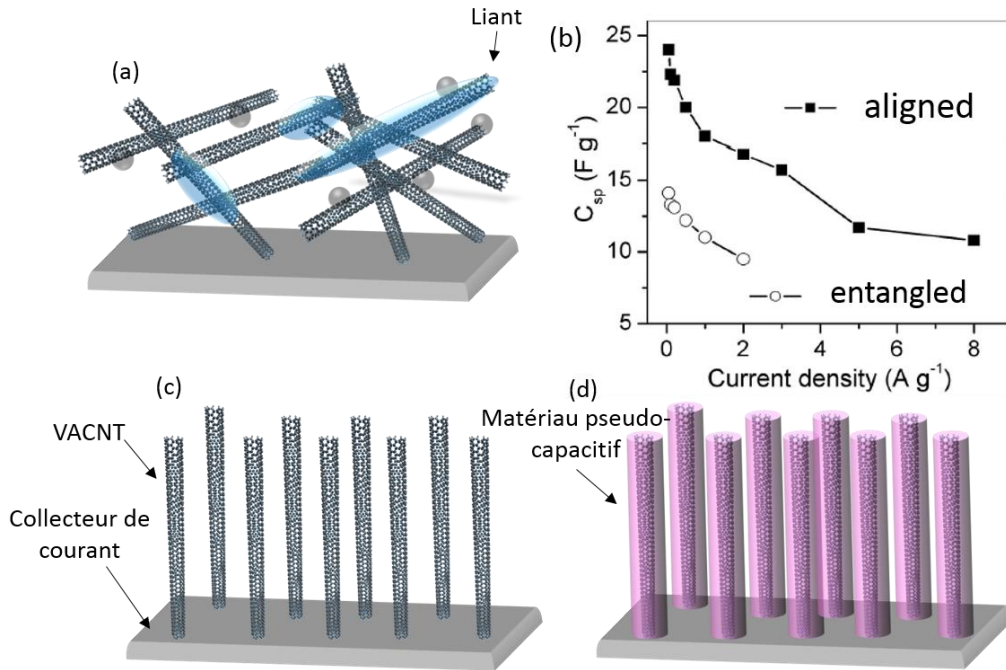 Liant
(a)
(b)
25
20
15
10
5
C_sp (F g⁻¹)
aligned
entangled
0
2
4
6
8
Current density (A g⁻¹)
(c)
VACNT
Collecteur de
courant
(d)
Matériau pseudo-
capacitif